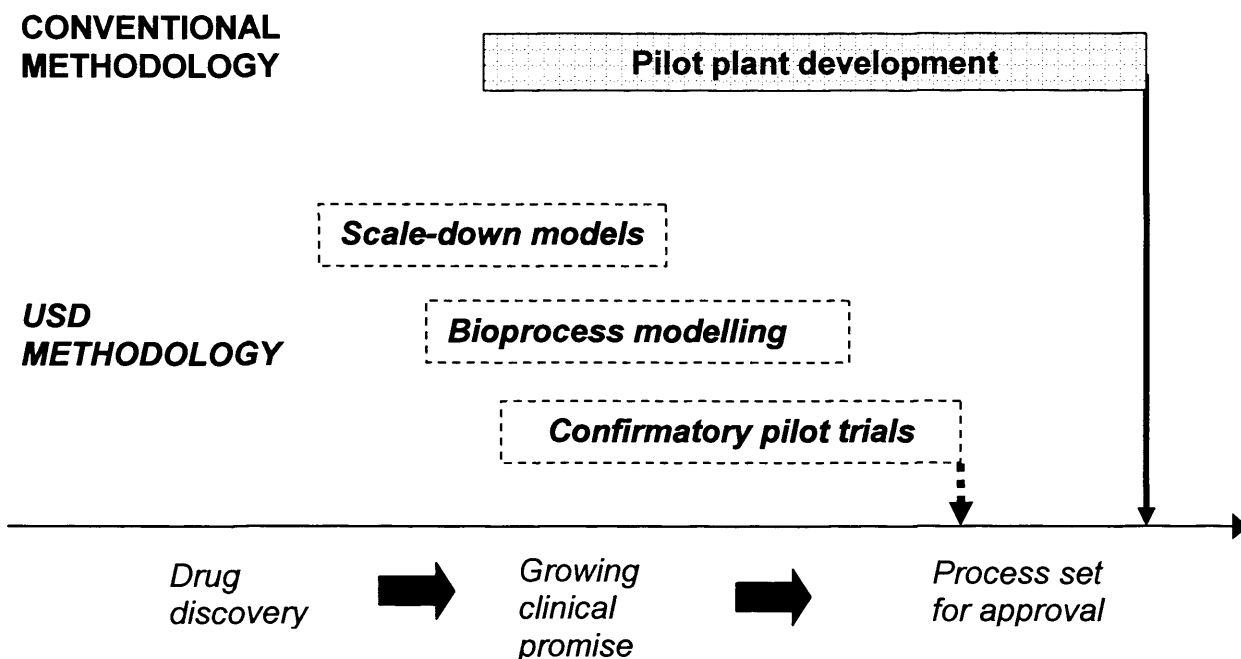 CONVENTIONAL
METHODOLOGY
Pilot plant development
Scale-down models
USD
METHODOLOGY
Bioprocess modelling
Confirmatory pilot trials
Drug
discovery
Growing
clinical
promise
Process set
for approval